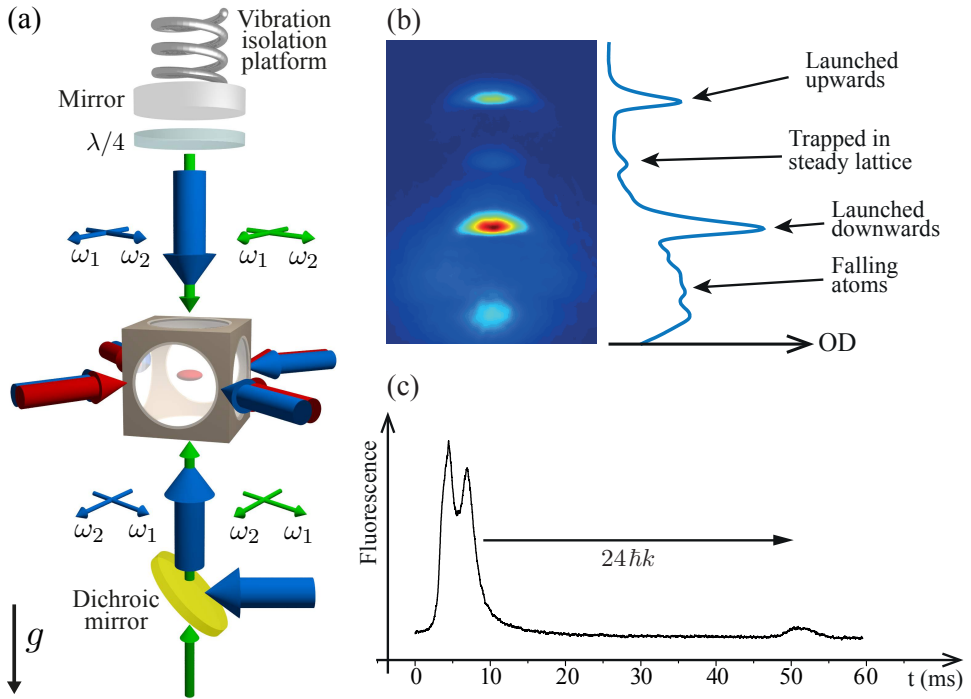 (a)
Vibration
isolation
platform
Mirror
λ/4
ω₁ ω₂
ω₁ ω₂
ω₂ ω₁
ω₂ ω₁
Dichroic
mirror
g
(b)
Launched
upwards
Trapped in
steady lattice
Launched
downwards
Falling
atoms
OD
(c)
Fluorescence
24ħk
0 10 20 30 40 50 60 t (ms)